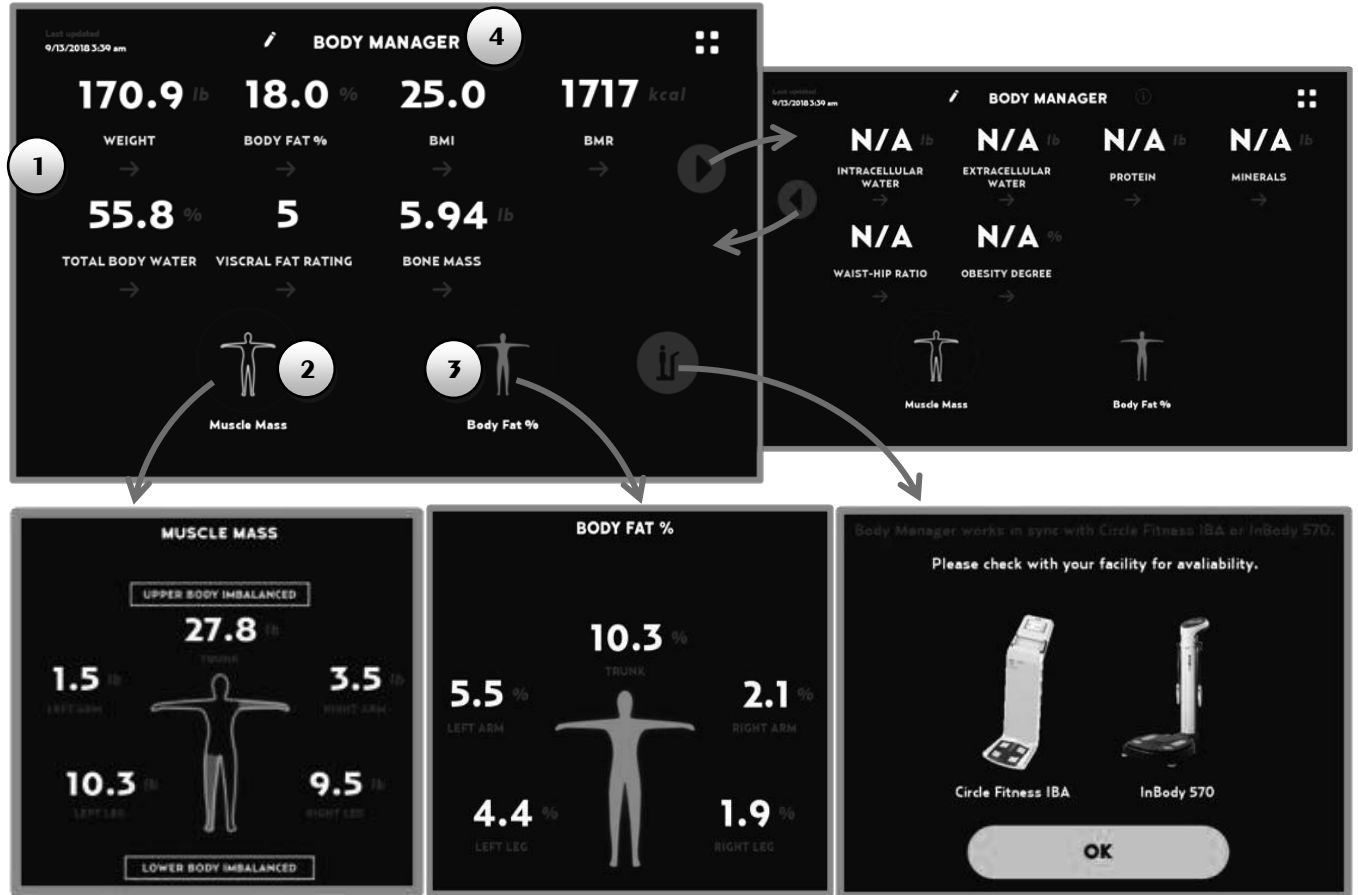 Last updated
9/13/2018 3:39 am
BODY MANAGER
4
170.9 lb
18.0 %
25.0
1717 kcal
WEIGHT
BODY FAT %
BMI
BMR
1
55.8 %
5
5.94 lb
TOTAL BODY WATER
VISCRAL FAT RATING
BONE MASS
2
3
Muscle Mass
Body Fat %
Last updated
9/13/2018 3:39 am
BODY MANAGER
N/A lb
N/A lb
N/A lb
N/A lb
INTRACELLULAR
WATER
EXTRACELLULAR
WATER
PROTEIN
MINERALS
N/A
N/A %
WAIST-HIP RATIO
OBESITY DEGREE
Muscle Mass
Body Fat %
MUSCLE MASS
UPPER BODY IMBALANCED
27.8 lb
TRUNK
1.5 lb
LEFT ARM
3.5 lb
RIGHT ARM
10.3 lb
LEFT LEG
9.5 lb
RIGHT LEG
LOWER BODY IMBALANCED
BODY FAT %
10.3 %
TRUNK
5.5 %
LEFT ARM
2.1 %
RIGHT ARM
4.4 %
LEFT LEG
1.9 %
RIGHT LEG
Body Manager works in sync with Circle Fitness IBA or InBody 570.
Please check with your facility for avaliability.
Circle Fitness IBA
InBody 570
OK